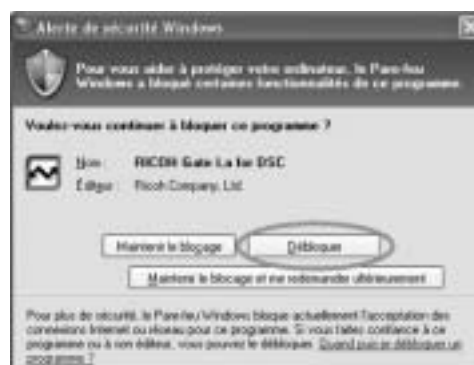 Alerte de sécurité Windows
Pour vous aider à protéger votre ordinateur, le Pare-feu
Windows a bloqué certaines fonctionnalités de ce programme.
Voulez-vous continuer à bloquer ce programme ?
Nom : RICOH Gate La for DSC
Éditeur : Ricoh Company, Ltd.
Maintenir le blocage
Débloquer
Maintenir le blocage et me redemander ultérieurement
Pour plus de sécurité, le Pare-feu Windows bloque actuellement l'acceptation des
connexions Internet ou réseau pour ce programme. Si vous faites confiance à ce
programme ou à son éditeur, vous pouvez le débloquer. Quand puis-je débloquer un
programme ?